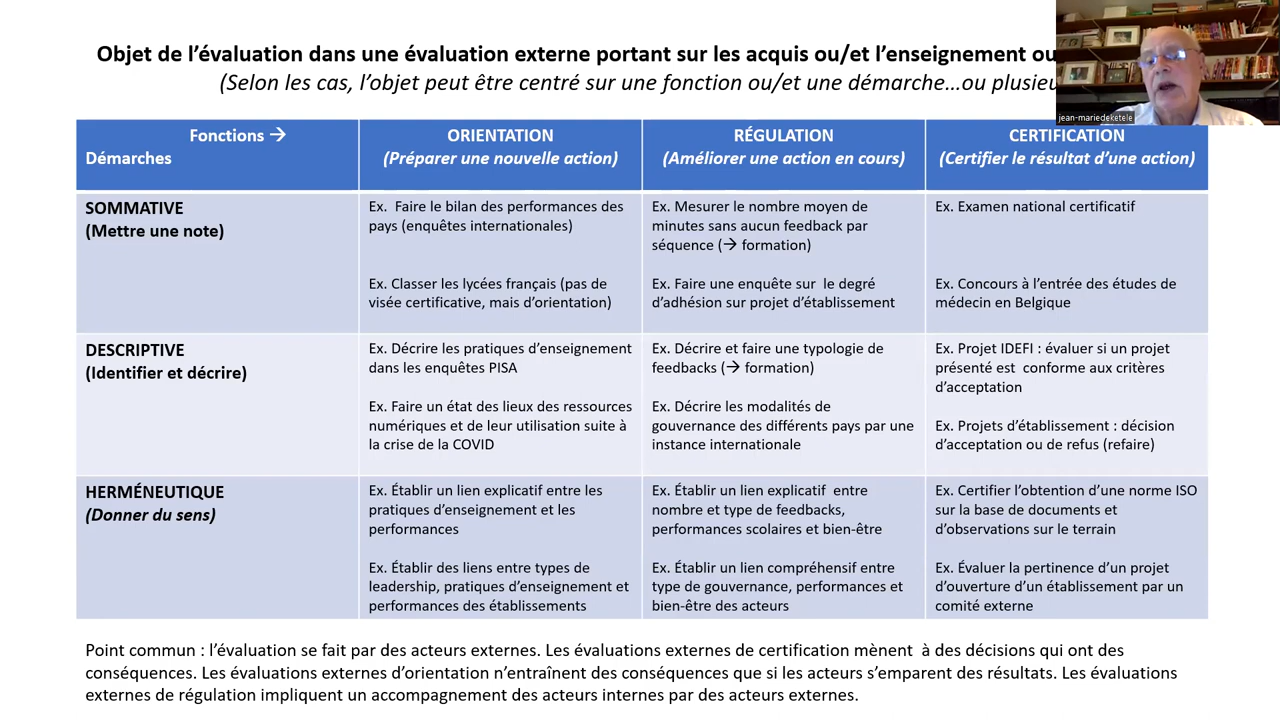 Objet de l’évaluation dans une évaluation externe portant sur les acquis ou/et l’enseignement ou
(Selon les cas, l’objet peut être centré sur une fonction ou/et une démarche…ou plusieu
jean-mariedeketele
Fonctions →
Démarches
ORIENTATION
(Préparer une nouvelle action)
RÉGULATION
(Améliorer une action en cours)
CERTIFICATION
(Certifier le résultat d’une action)
SOMMATIVE
(Mettre une note)
Ex.  Faire le bilan des performances des
pays (enquêtes internationales)
Ex. Classer les lycées français (pas de
visée certificative, mais d’orientation)
Ex. Mesurer le nombre moyen de
minutes sans aucun feedback par
séquence (→ formation)
Ex. Faire une enquête sur  le degré
d’adhésion sur projet d’établissement
Ex. Examen national certificatif
Ex. Concours à l’entrée des études de
médecin en Belgique
DESCRIPTIVE
(Identifier et décrire)
Ex. Décrire les pratiques d’enseignement
dans les enquêtes PISA
Ex. Faire un état des lieux des ressources
numériques et de leur utilisation suite à
la crise de la COVID
Ex. Décrire et faire une typologie de
feedbacks (→ formation)
Ex. Décrire les modalités de
gouvernance des différents pays par une
instance internationale
Ex. Projet IDEFI : évaluer si un projet
présenté est  conforme aux critères
d’acceptation
Ex. Projets d’établissement : décision
d’acceptation ou de refus (refaire)
HERMÉNEUTIQUE
(Donner du sens)
Ex. Établir un lien explicatif entre les
pratiques d’enseignement et les
performances
Ex. Établir des liens entre types de
leadership, pratiques d’enseignement et
performances des établissements
Ex. Établir un lien explicatif  entre
nombre et type de feedbacks,
performances scolaires et bien-être
Ex. Établir un lien compréhensif entre
type de gouvernance, performances et
bien-être des acteurs
Ex. Certifier l’obtention d’une norme ISO
sur la base de documents et
d’observations sur le terrain
Ex. Évaluer la pertinence d’un projet
d’ouverture d’un établissement par un
comité externe
Point commun : l’évaluation se fait par des acteurs externes. Les évaluations externes de certification mènent  à des décisions qui ont des
conséquences. Les évaluations externes d’orientation n’entraînent des conséquences que si les acteurs s’emparent des résultats. Les évaluations
externes de régulation impliquent un accompagnement des acteurs internes par des acteurs externes.